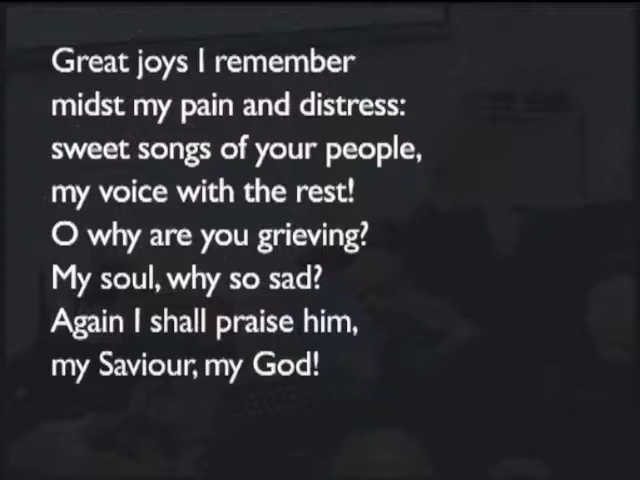 Great joys I remember
midst my pain and distress:
sweet songs of your people,
my voice with the rest!
O why are you grieving?
My soul, why so sad?
Again I shall praise him,
my Saviour, my God!